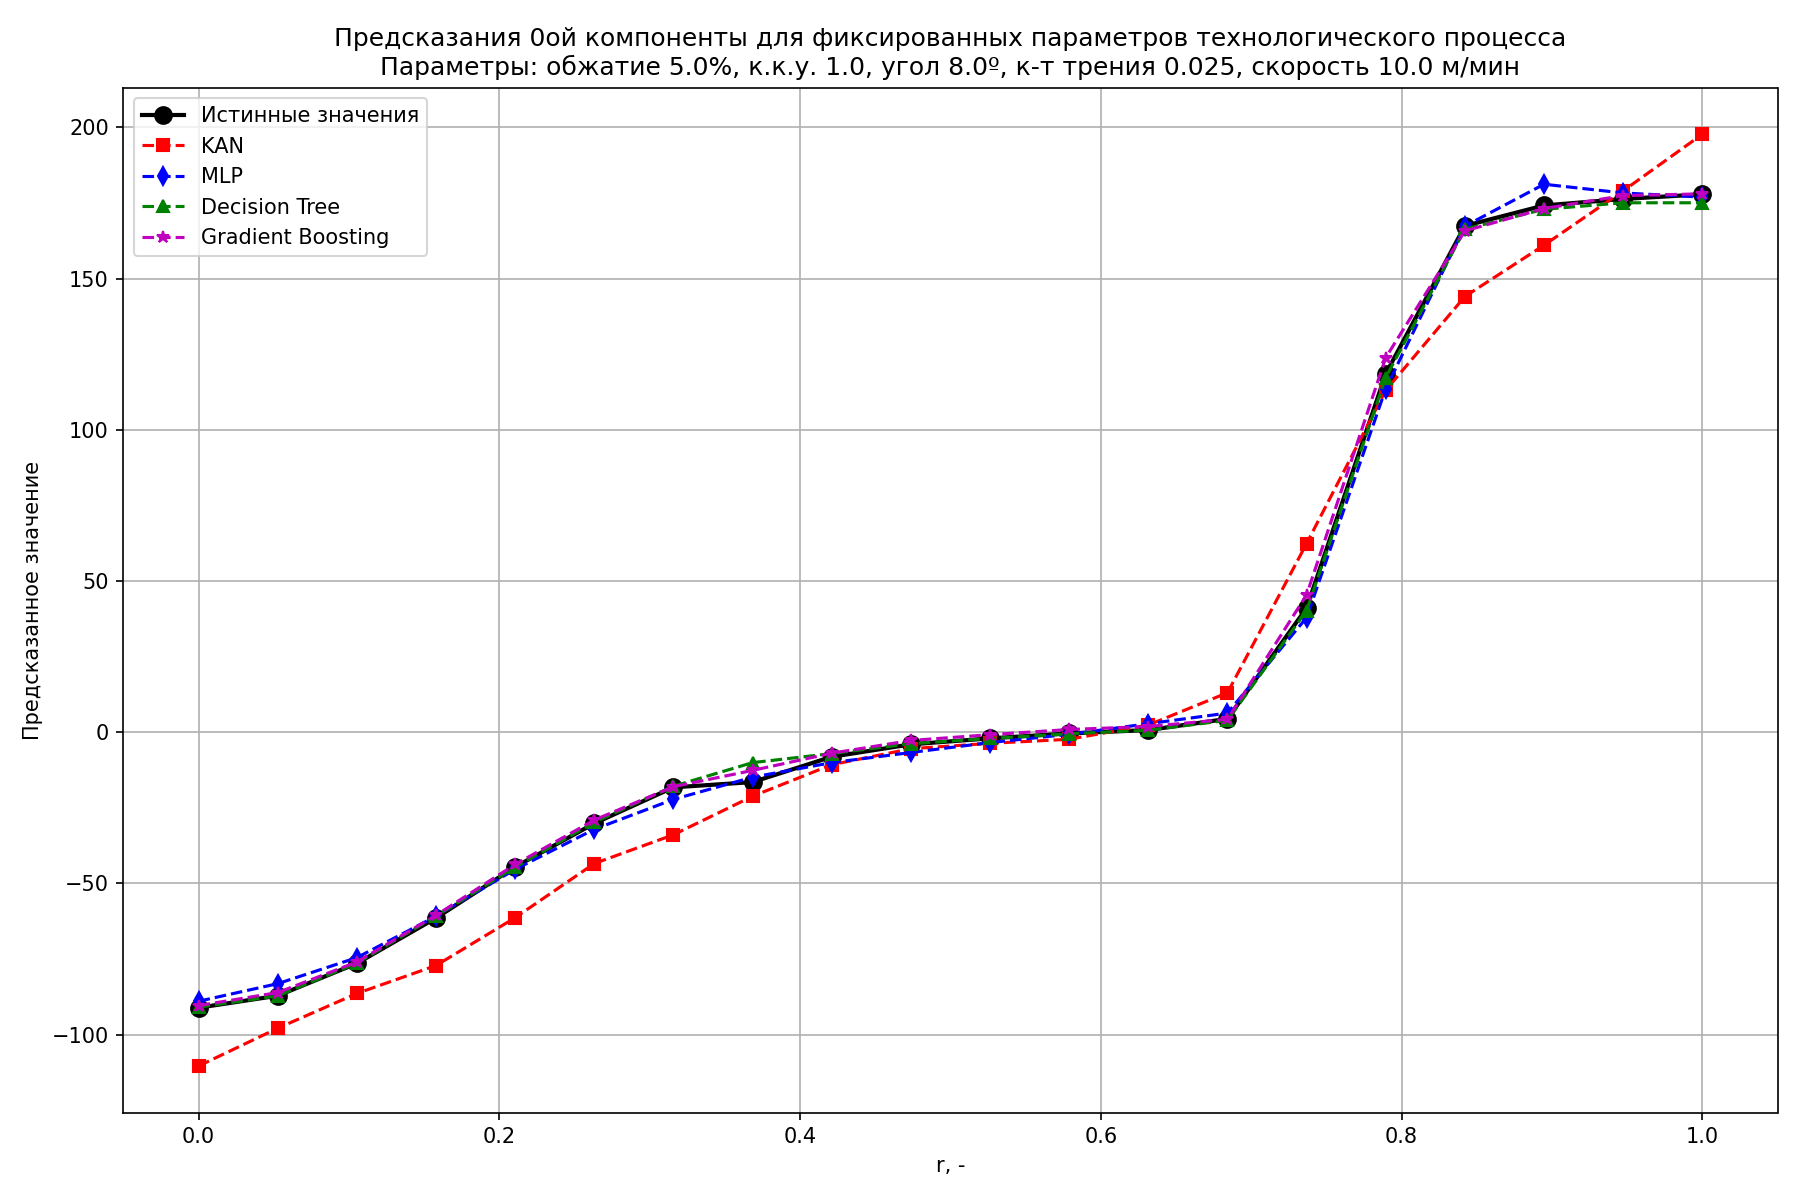 Предсказания 0ой компоненты для фиксированных параметров технологического процесса
Параметры: обжатие 5.0%, к.к.у. 1.0, угол 8.0º, к-т трения 0.025, скорость 10.0 м/мин
Истинные значения
KAN
MLP
Decision Tree
Gradient Boosting
Предсказанное значение
200
150
100
50
0
−50
−100
0.0
0.2
0.4
0.6
0.8
1.0
r, -